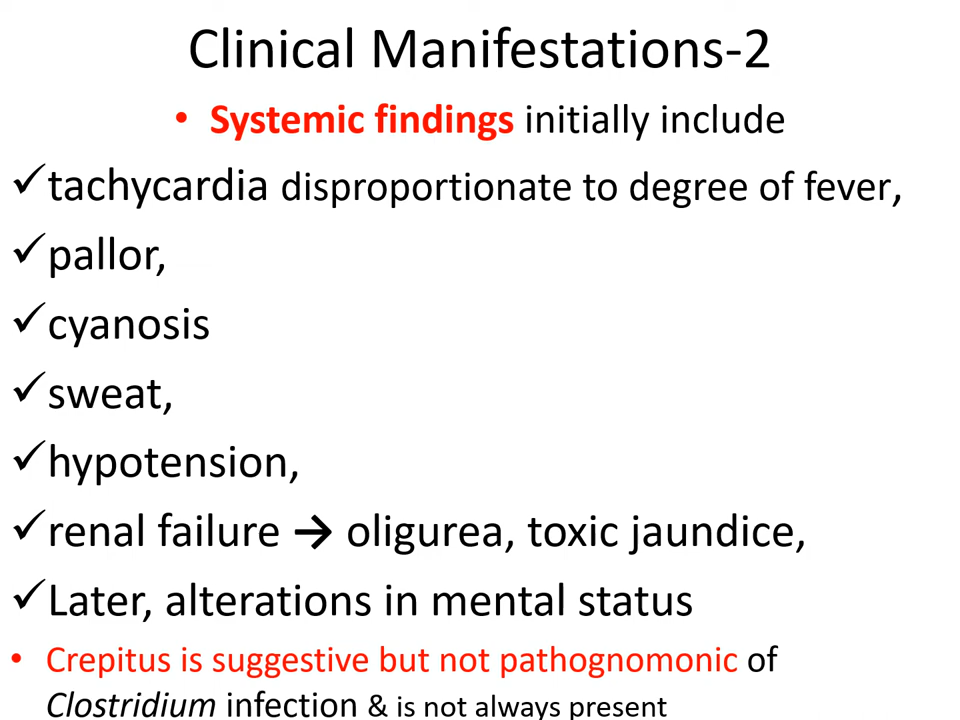 Clinical Manifestations-2
• Systemic findings initially include
✓tachycardia disproportionate to degree of fever,
✓pallor,
✓cyanosis
✓sweat,
✓hypotension,
✓renal failure → oligurea, toxic jaundice,
✓Later, alterations in mental status
• Crepitus is suggestive but not pathognomonic of
Clostridium infection & is not always present